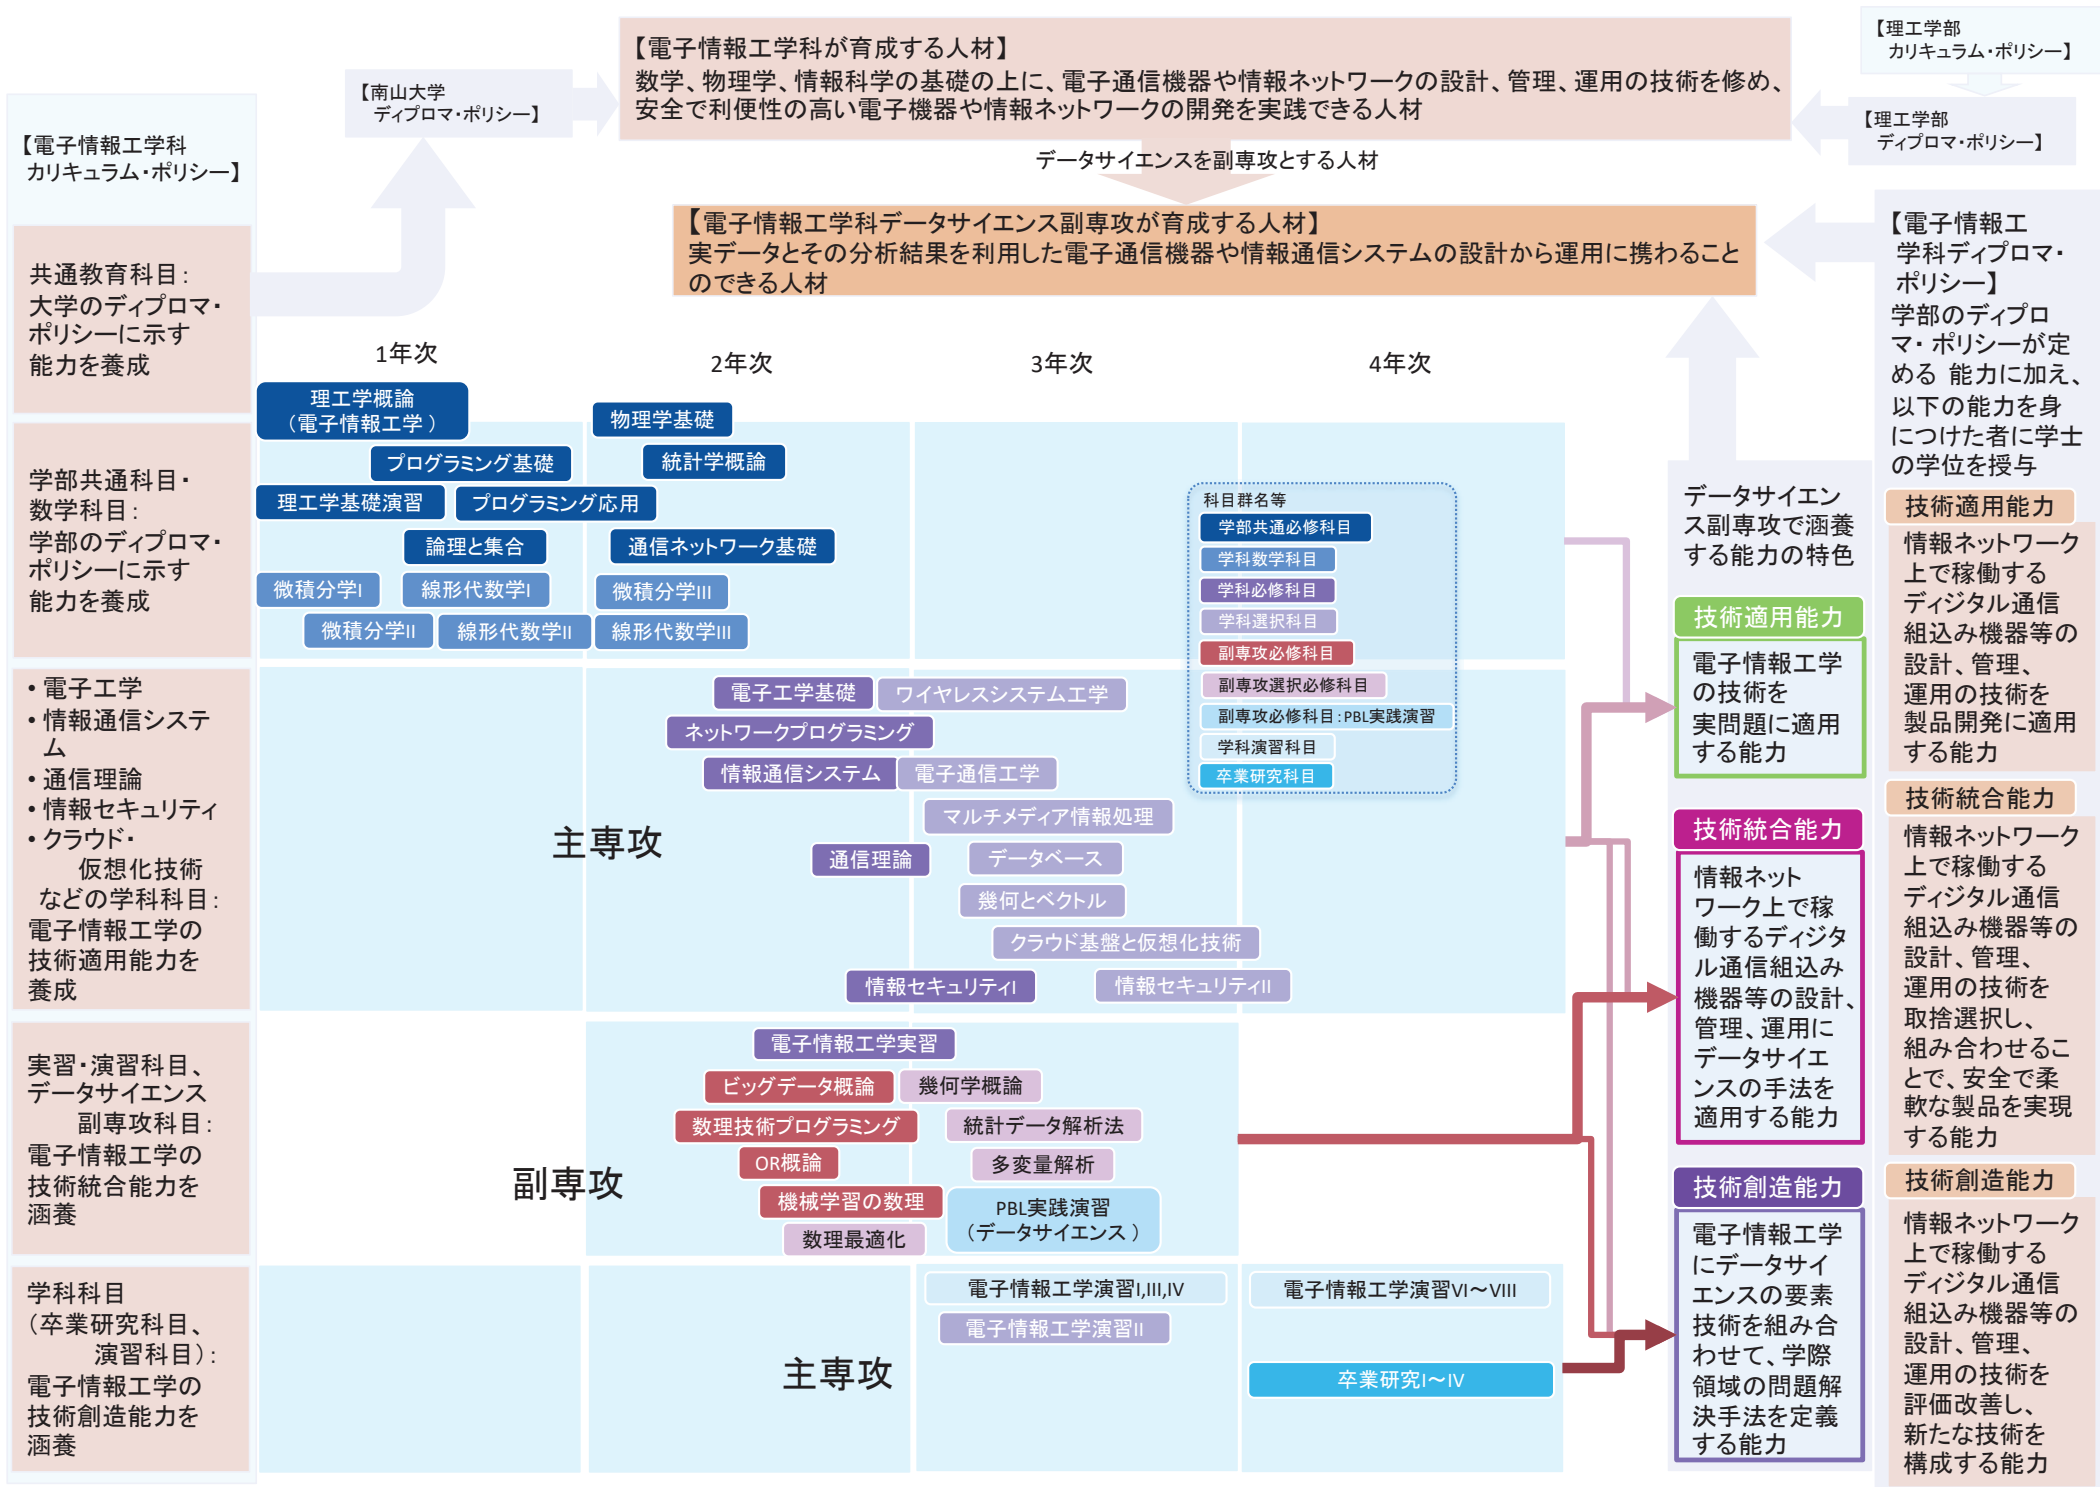 【電子情報工学科が育成する人材】
数学、物理学、情報科学の基礎の上に、電子通信機器や情報ネットワークの設計、管理、運用の技術を修め、
安全で利便性の高い電子機器や情報ネットワークの開発を実践できる人材
【理工学部
カリキュラム・ポリシー】
【南山大学
ディプロマ・ポリシー】
【理工学部
ディプロマ・ポリシー】
データサイエンスを副専攻とする人材
【電子情報工学科データサイエンス副専攻が育成する人材】
実データとその分析結果を利用した電子通信機器や情報通信システムの設計から運用に携わること
のできる人材
【電子情報工学科
カリキュラム・ポリシー】
共通教育科目:
大学のディプロマ・
ポリシーに示す
能力を養成
学部共通科目・
数学科目:
学部のディプロマ・
ポリシーに示す
能力を養成
• 電子工学
• 情報通信システ
ム
• 通信理論
• 情報セキュリティ
• クラウド・
仮想化技術
などの学科科目:
電子情報工学の
技術適用能力を
養成
実習・演習科目、
データサイエンス
副専攻科目:
電子情報工学の
技術統合能力を
涵養
学科科目
(卒業研究科目、
演習科目):
電子情報工学の
技術創造能力を
涵養
1年次
2年次
3年次
4年次
理工学概論
(電子情報工学)
物理学基礎
プログラミング基礎
統計学概論
理工学基礎演習
プログラミング応用
論理と集合
通信ネットワーク基礎
微積分学I
線形代数学I
微積分学III
微積分学II
線形代数学II
線形代数学III
科目群名等
学部共通必修科目
学科数学科目
学科必修科目
学科選択科目
副専攻必修科目
副専攻選択必修科目
副専攻必修科目:PBL実践演習
学科演習科目
卒業研究科目
電子工学基礎
ワイヤレスシステム工学
ネットワークプログラミング
情報通信システム
電子通信工学
マルチメディア情報処理
主専攻
通信理論
データベース
幾何とベクトル
クラウド基盤と仮想化技術
情報セキュリティI
情報セキュリティII
電子情報工学実習
ビッグデータ概論
幾何学概論
数理技術プログラミング
統計データ解析法
OR概論
多変量解析
副専攻
機械学習の数理
PBL実践演習
(データサイエンス)
数理最適化
電子情報工学演習I,III,IV
電子情報工学演習VI～VIII
電子情報工学演習II
主専攻
卒業研究I～IV
データサイエン
ス副専攻で涵養
する能力の特色
技術適用能力
電子情報工学
の技術を
実問題に適用
する能力
技術統合能力
情報ネット
ワーク上で稼
働するディジタ
ル通信組込み
機器等の設計、
管理、運用に
データサイエ
ンスの手法を
適用する能力
技術創造能力
電子情報工学
にデータサイ
エンスの要素
技術を組み合
わせて、学際
領域の問題解
決手法を定義
する能力
【電子情報工
学科ディプロマ・
ポリシー】
学部のディプロ
マ・ ポリシーが定
める 能力に加え、
以下の能力を身
につけた者に学士
の学位を授与
技術適用能力
情報ネットワーク
上で稼働する
ディジタル通信
組込み機器等の
設計、管理、
運用の技術を
製品開発に適用
する能力
技術統合能力
情報ネットワーク
上で稼働する
ディジタル通信
組込み機器等の
設計、管理、
運用の技術を
取捨選択し、
組み合わせるこ
とで、安全で柔
軟な製品を実現
する能力
技術創造能力
情報ネットワーク
上で稼働する
ディジタル通信
組込み機器等の
設計、管理、
運用の技術を
評価改善し、
新たな技術を
構成する能力